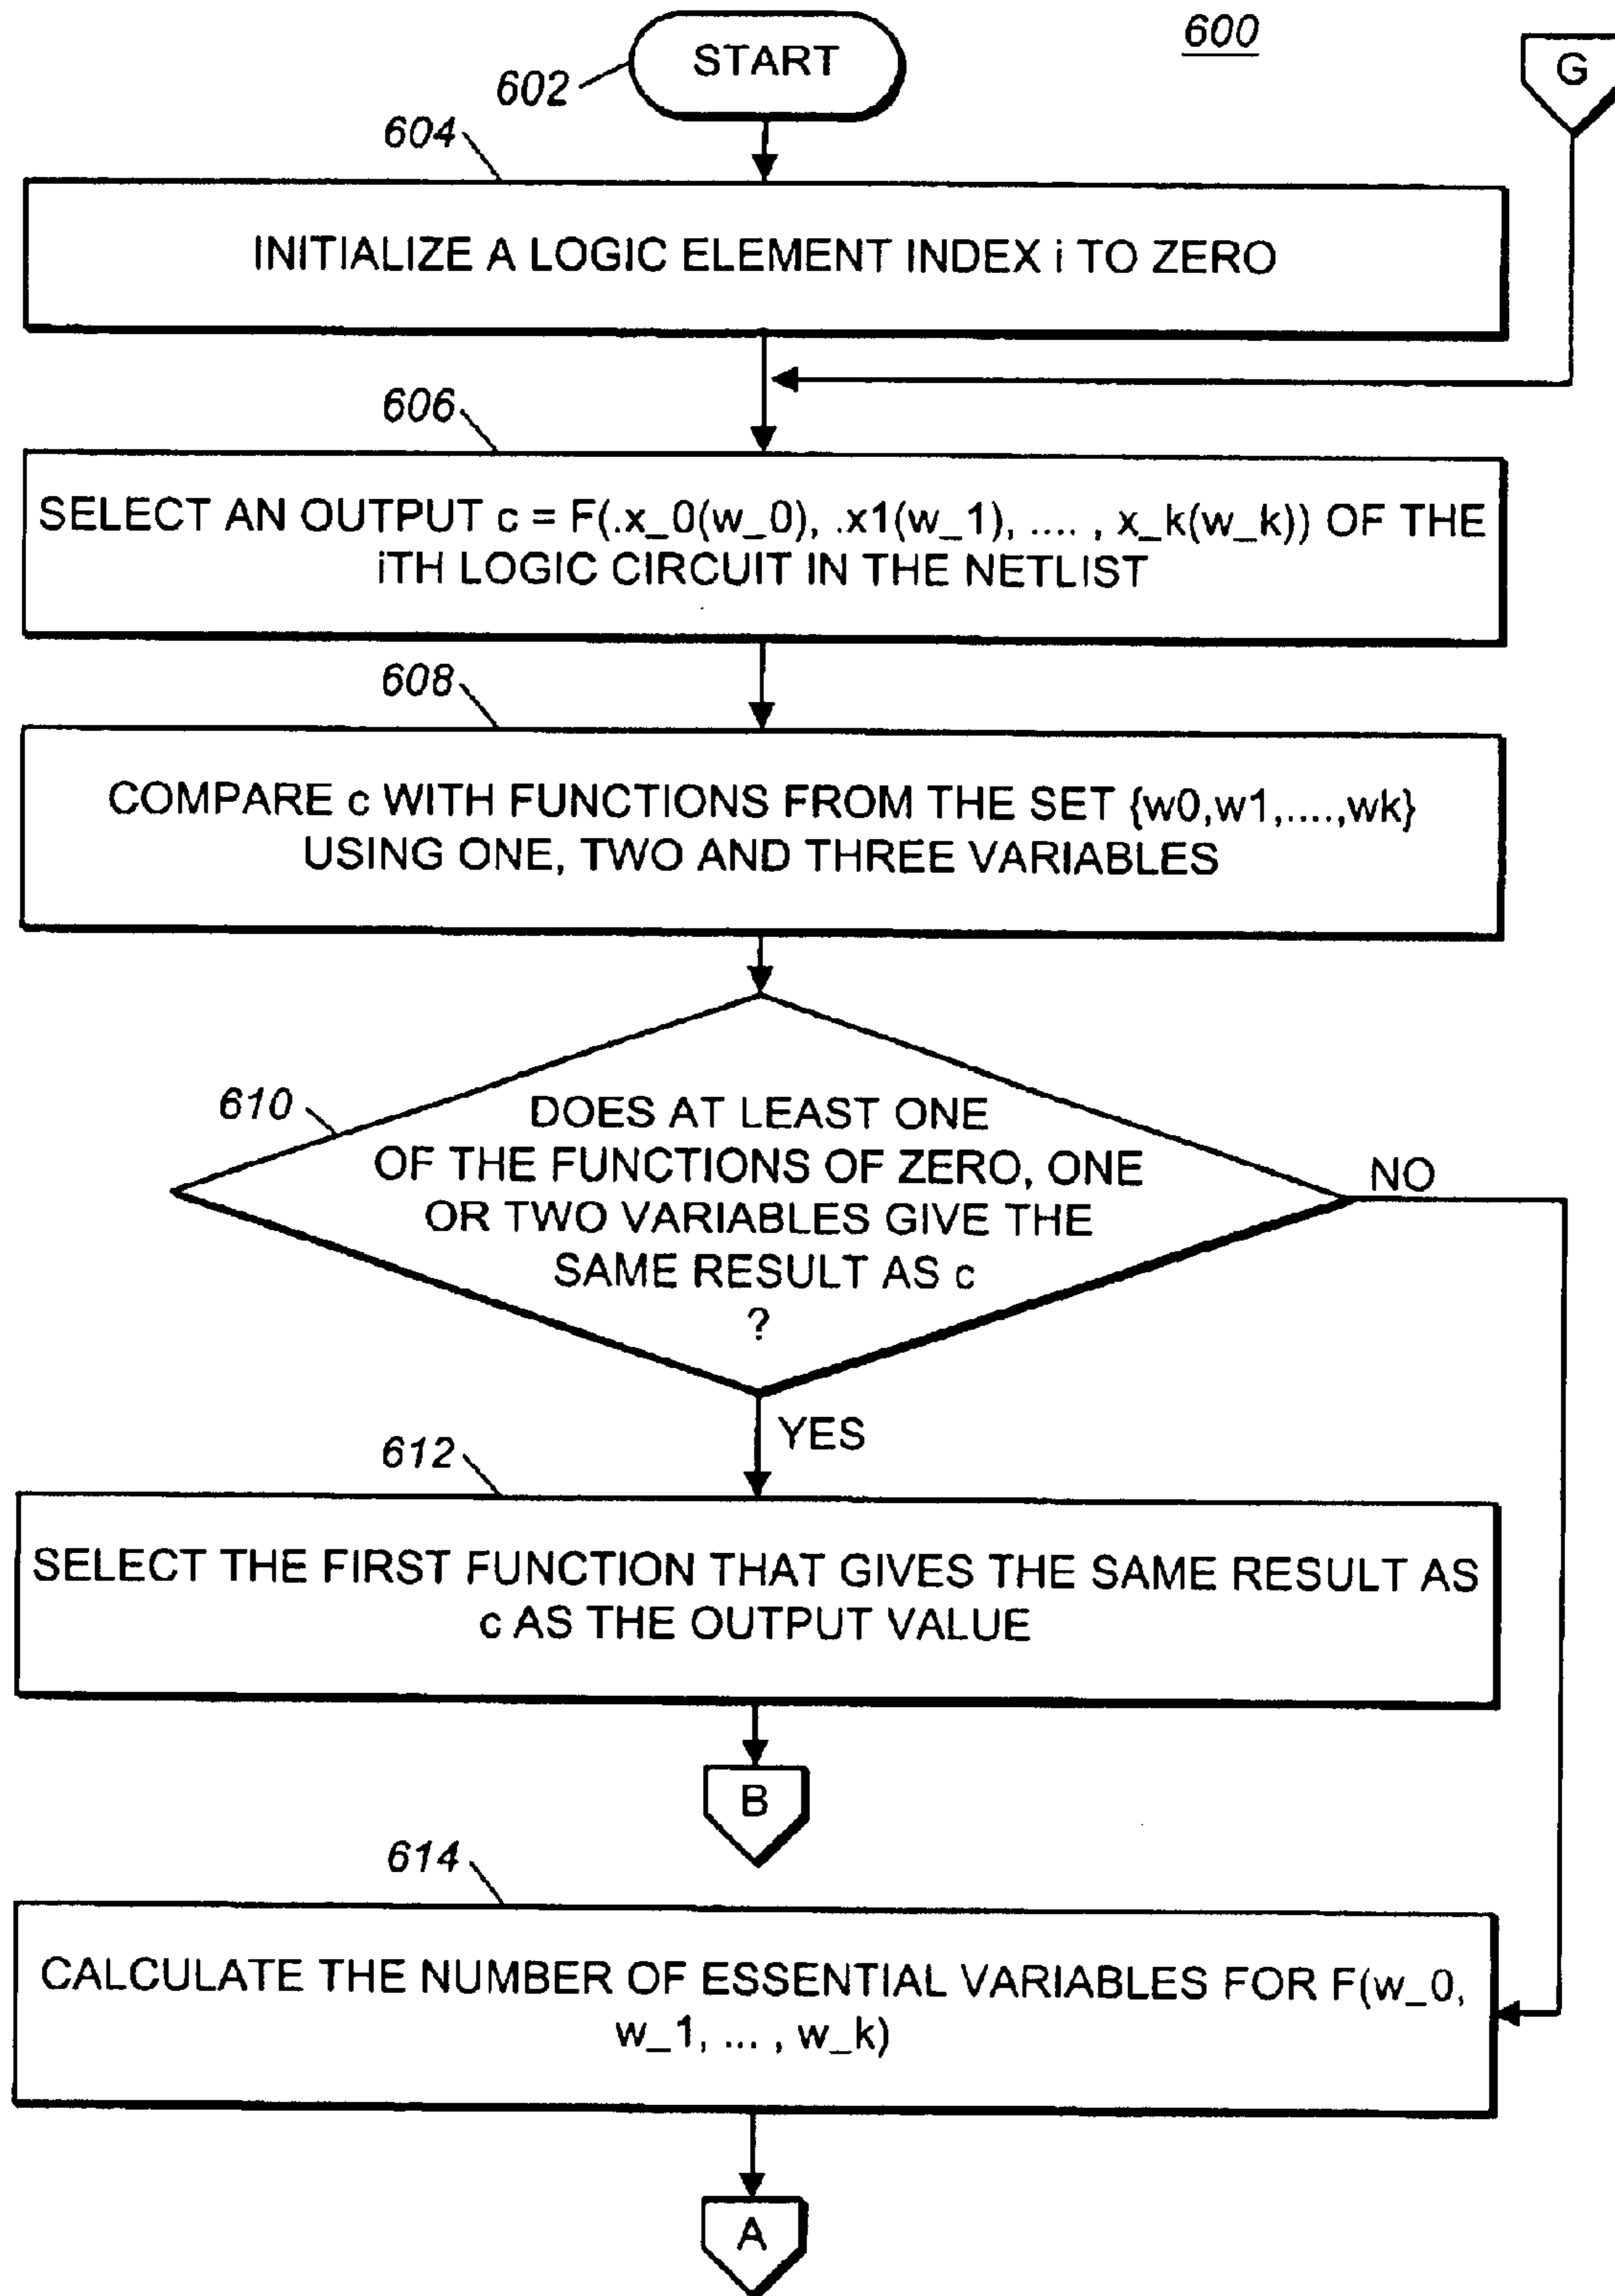 600
G
START
602
604
INITIALIZE A LOGIC ELEMENT INDEX i TO ZERO
606
SELECT AN OUTPUT c = F(.x_0(w_0), .x1(w_1), .... , x_k(w_k)) OF THE
iTH LOGIC CIRCUIT IN THE NETLIST
608
COMPARE c WITH FUNCTIONS FROM THE SET {w0,w1,....,wk}
USING ONE, TWO AND THREE VARIABLES
610
DOES AT LEAST ONE
OF THE FUNCTIONS OF ZERO, ONE
OR TWO VARIABLES GIVE THE
SAME RESULT AS c
?
NO
YES
612
SELECT THE FIRST FUNCTION THAT GIVES THE SAME RESULT AS
c AS THE OUTPUT VALUE
B
614
CALCULATE THE NUMBER OF ESSENTIAL VARIABLES FOR F(w_0,
w_1, ... , w_k)
A